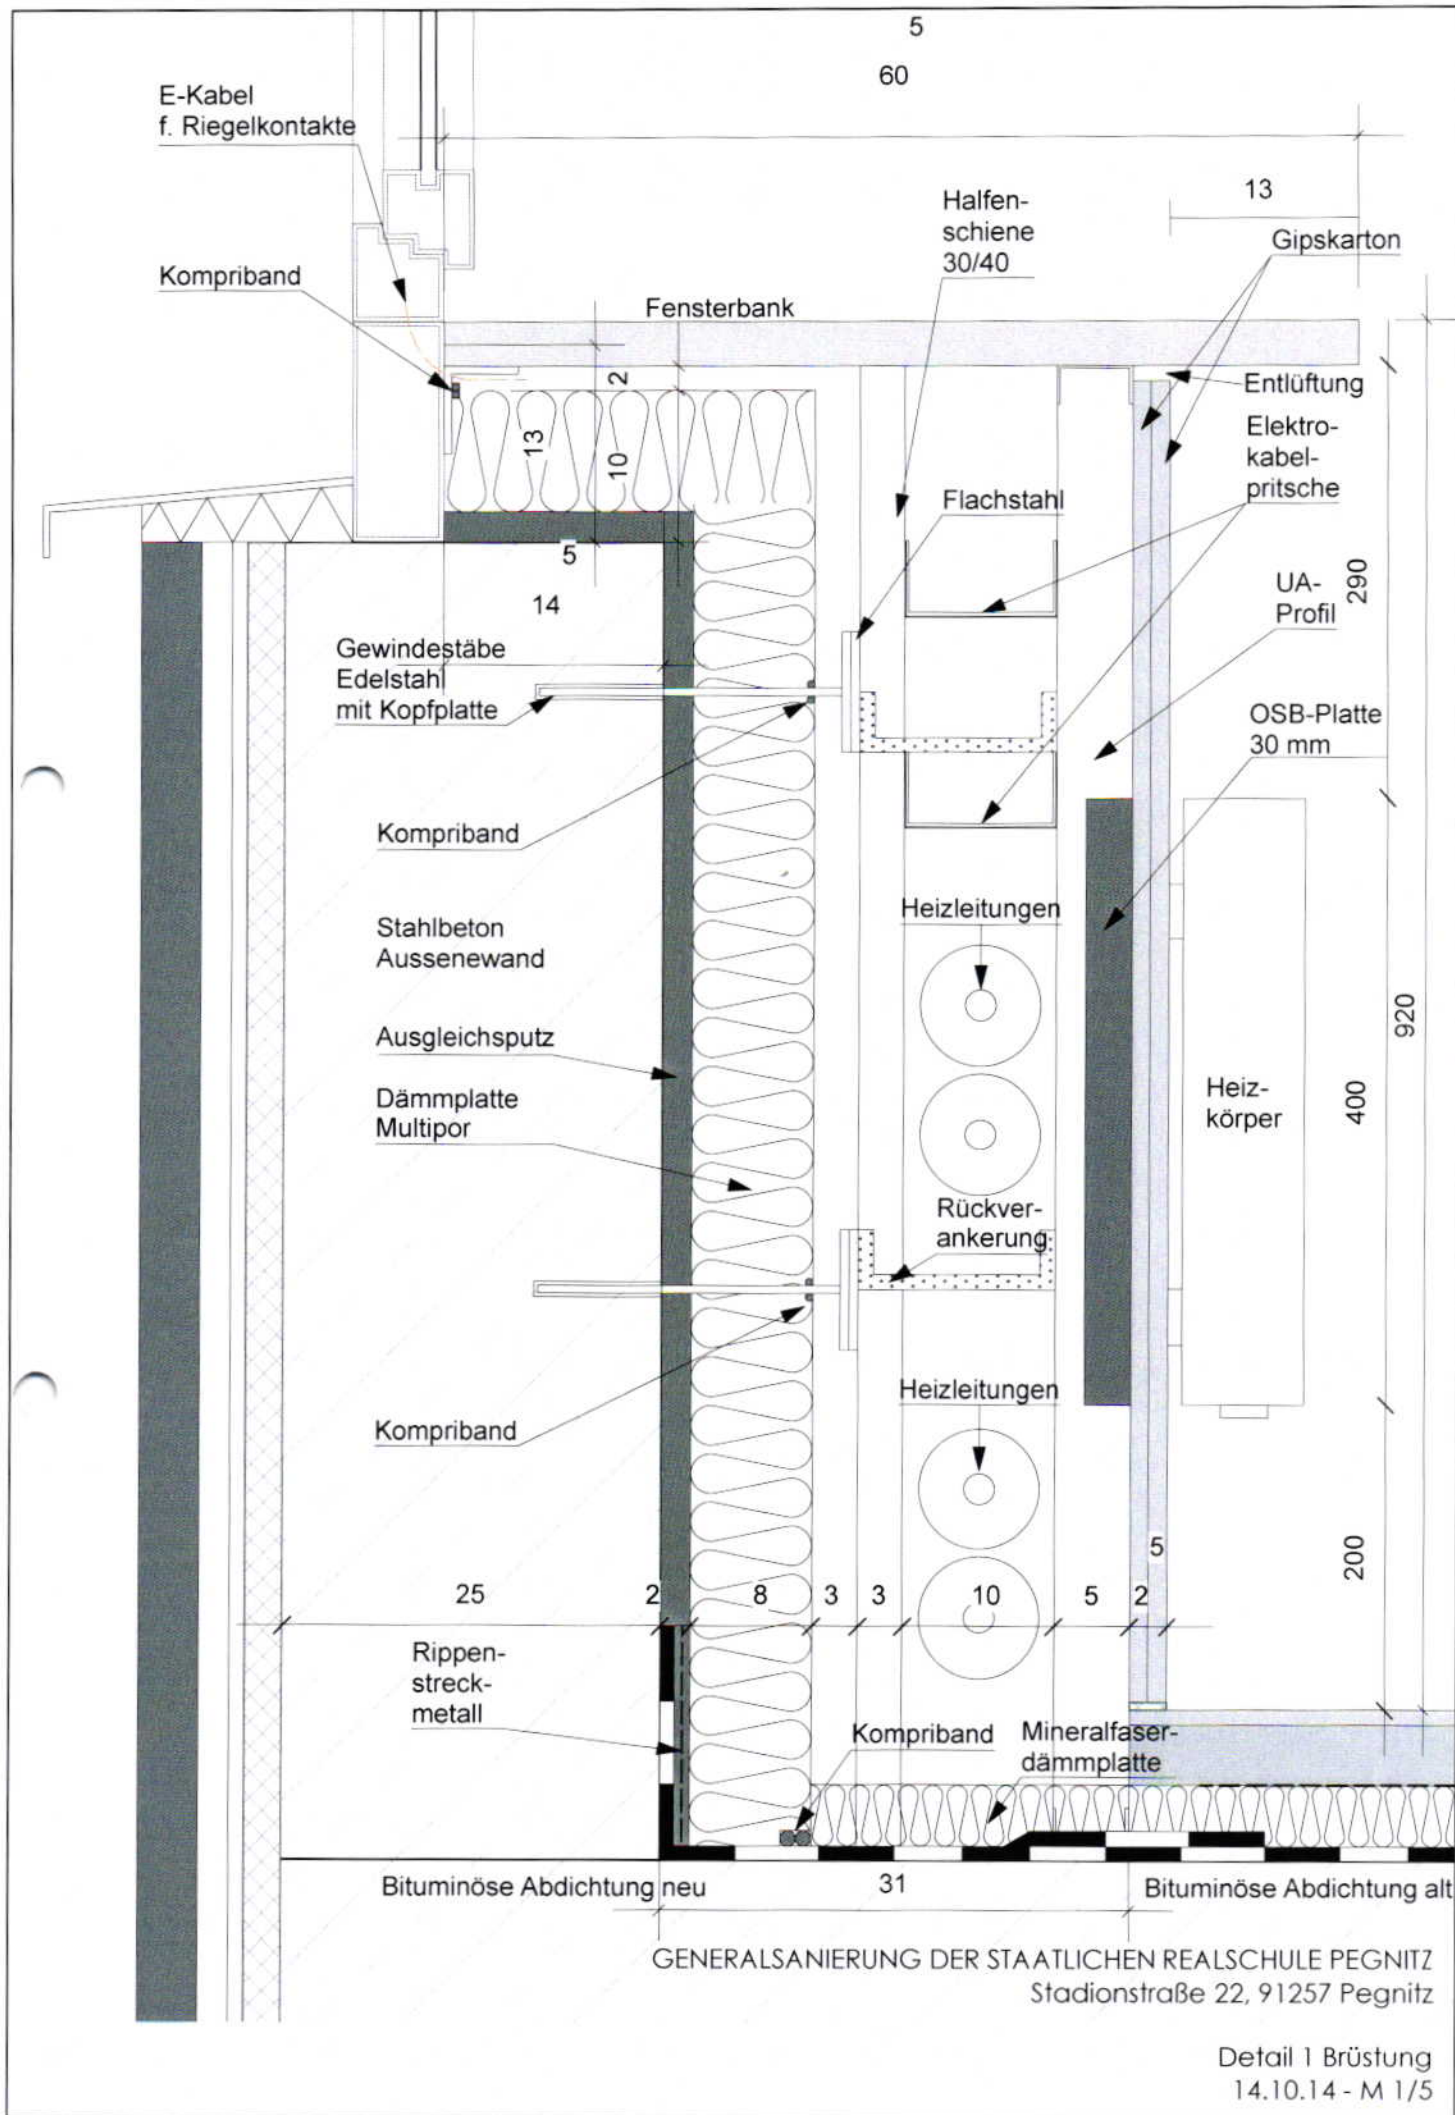 5
60
E-Kabel
f. Riegelkontakte
13
Halfen-
schiene
30/40
Gipskarton
Kompriband
Fensterbank
2
Entlüftung
13
10
Elektro-
kabel-
pritsche
Flachstahl
5
14
290
UA-
Profil
Gewindestäbe
Edelstahl
mit Kopfplatte
OSB-Platte
30 mm
Kompriband
Heizleitungen
Stahlbeton
Aussenewand
920
Ausgleichsputz
Dämmplatte
Multipor
Heiz-
körper
400
Rückver-
ankerung
Heizleitungen
Kompriband
5
200
25
2
8
3
3
10
5
2
Rippen-
streck-
metall
Kompriband
Mineralfaser-
dämmplatte
Bituminöse Abdichtung neu
31
Bituminöse Abdichtung alt
GENERALSANIERUNG DER STAATLICHEN REALSCHULE PEGNITZ
Stadionstraße 22, 91257 Pegnitz
Detail 1 Brüstung
14.10.14 - M 1/5